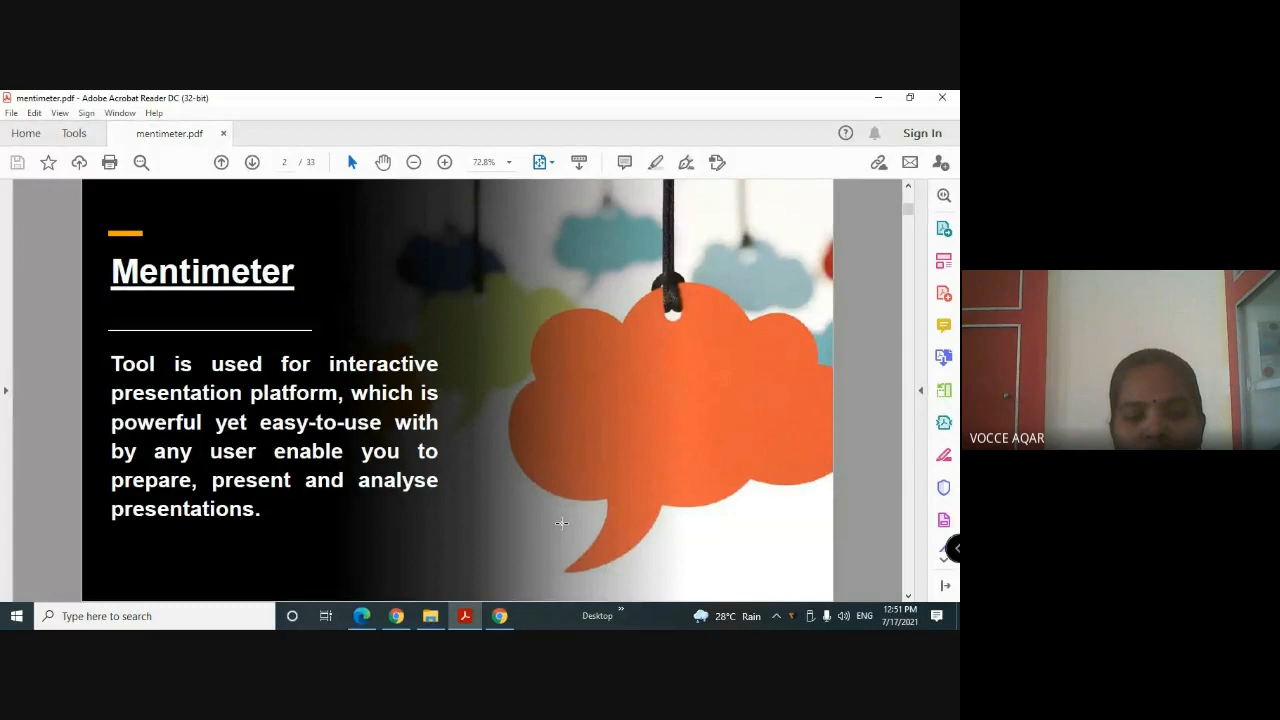 mentimeter.pdf - Adobe Acrobat Reader DC (32-bit)
File Edit View Sign Window Help
Home Tools mentimeter.pdf × Sign In
2 / 33 72.8%
Mentimeter
Tool is used for interactive
presentation platform, which is
powerful yet easy-to-use with
by any user enable you to
prepare, present and analyse
presentations.
VOCCE AQAR
Type here to search Desktop 28°C Rain ENG 12:51 PM
7/17/2021